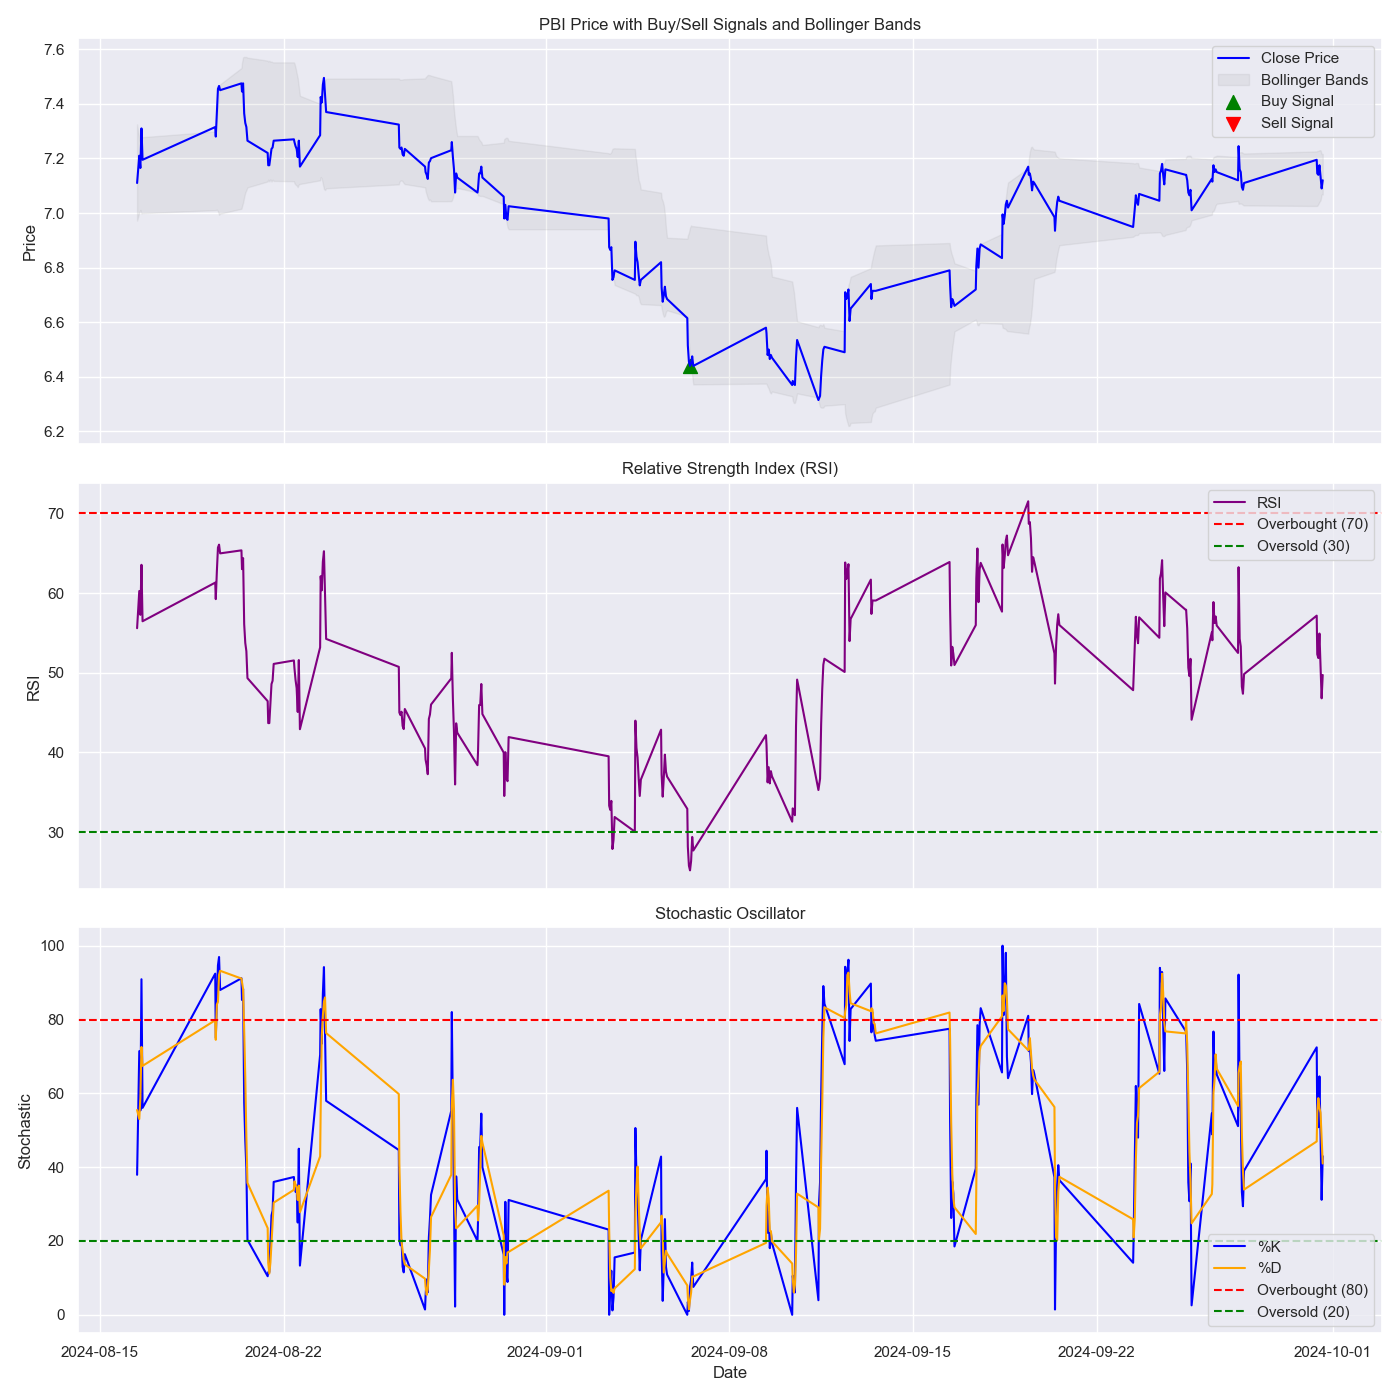 PBI Price with Buy/Sell Signals and Bollinger Bands
7.6
7.4
7.2
7.0
6.8
6.6
6.4
6.2
Price
Close Price
Bollinger Bands
Buy Signal
Sell Signal
Relative Strength Index (RSI)
70
60
50
40
30
RSI
RSI
Overbought (70)
Oversold (30)
Stochastic Oscillator
100
80
60
40
20
0
Stochastic
%K
%D
Overbought (80)
Oversold (20)
2024-08-15
2024-08-22
2024-09-01
2024-09-08
2024-09-15
2024-09-22
2024-10-01
Date